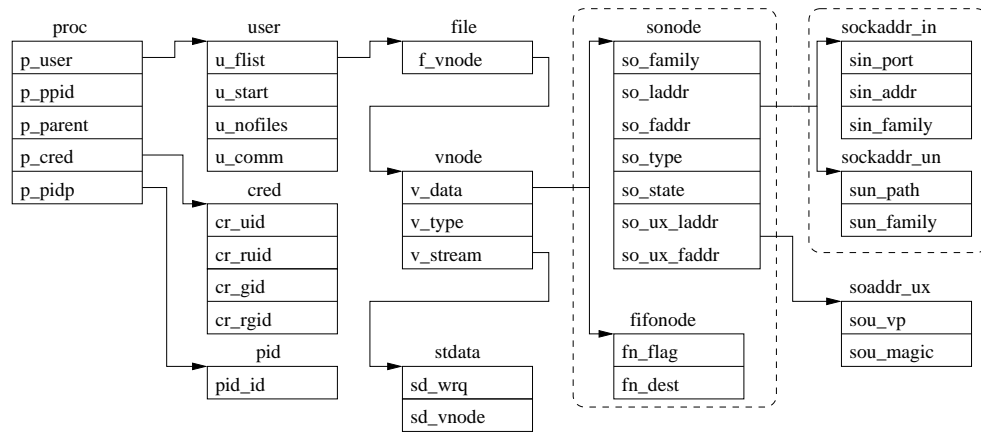 proc
p_user
p_ppid
p_parent
p_cred
p_pidp
user
u_flist
u_start
u_nofiles
u_comm
cred
cr_uid
cr_ruid
cr_gid
cr_rgid
pid
pid_id
file
f_vnode
vnode
v_data
v_type
v_stream
stdata
sd_wrq
sd_vnode
sonode
so_family
so_laddr
so_faddr
so_type
so_state
so_ux_laddr
so_ux_faddr
fifonode
fn_flag
fn_dest
sockaddr_in
sin_port
sin_addr
sin_family
sockaddr_un
sun_path
sun_family
soaddr_ux
sou_vp
sou_magic